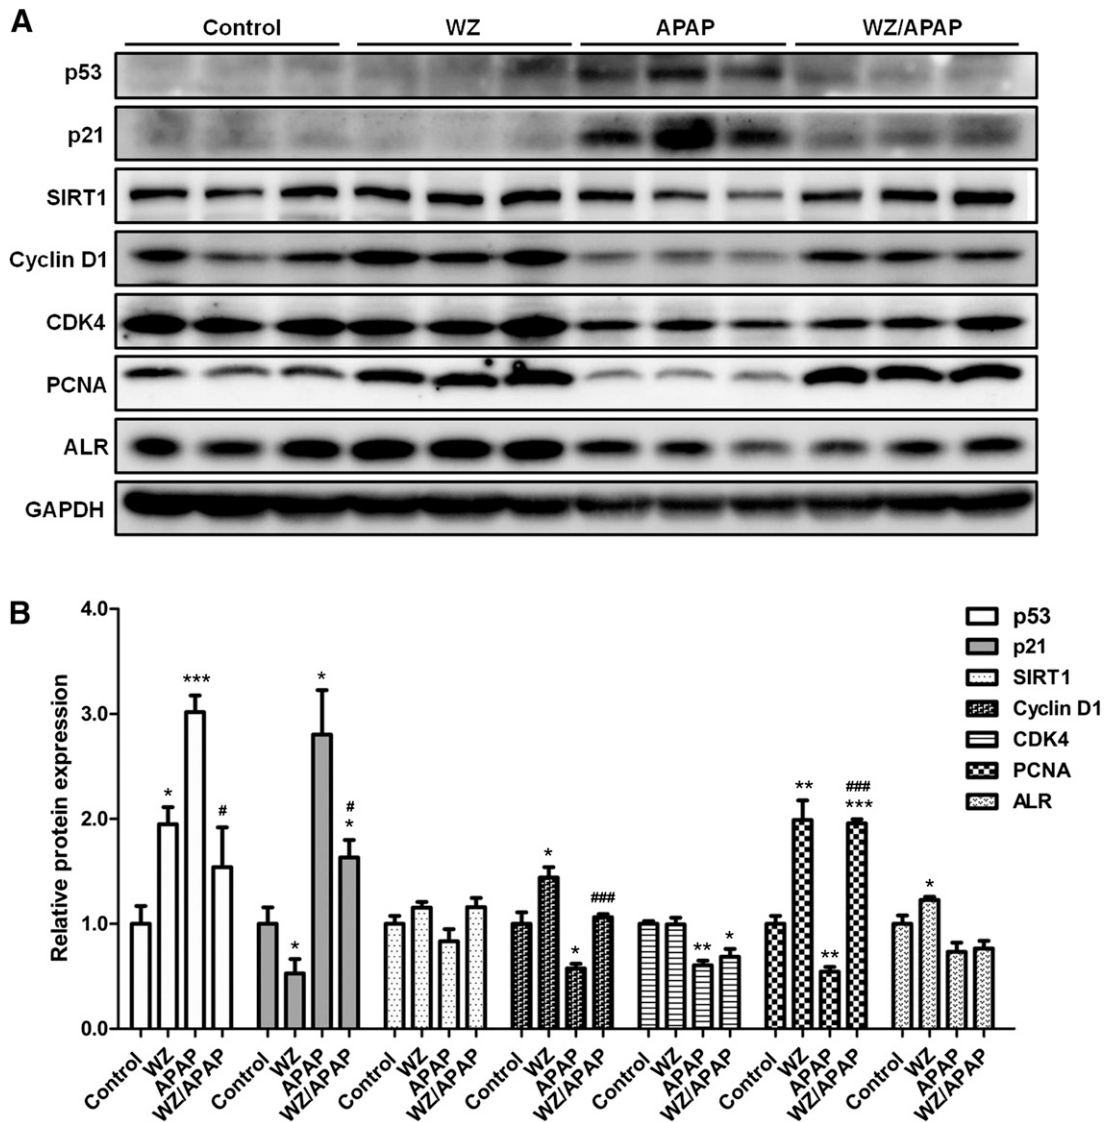 A
Control WZ APAP WZ/APAP
p53
p21
SIRT1
Cyclin D1
CDK4
PCNA
ALR
GAPDH
B
Relative protein expression
4.0
3.0
2.0
1.0
0.0
* *** #
* * # *
* * ###
** *
** ** ### ***
*
p53
p21
SIRT1
Cyclin D1
CDK4
PCNA
ALR
Control WZ APAP WZ/APAP Control WZ APAP WZ/APAP Control WZ APAP WZ/APAP Control WZ APAP WZ/APAP Control WZ APAP WZ/APAP Control WZ APAP WZ/APAP Control WZ APAP WZ/APAP